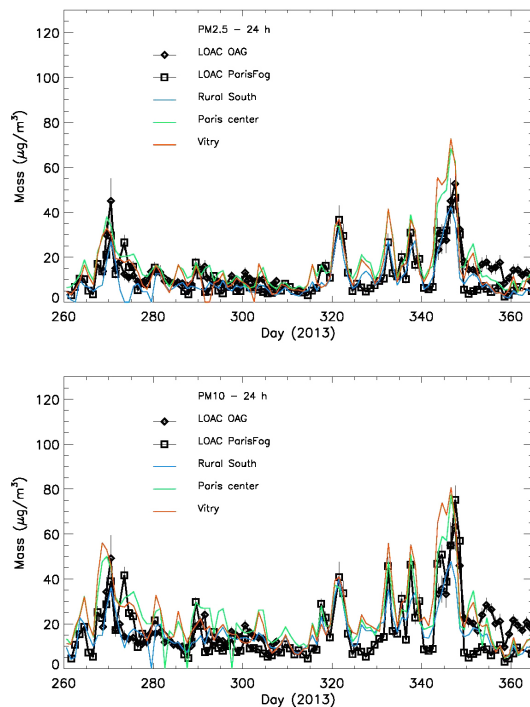 PM2.5 - 24 h
LOAC OAG
LOAC ParisFog
Rural South
Paris center
Vitry
Mass (μg/m³)
120
100
80
60
40
20
0
260 280 300 320 340 360
Day (2013)
PM10 - 24 h
LOAC OAG
LOAC ParisFog
Rural South
Paris center
Vitry
Mass (μg/m³)
120
100
80
60
40
20
0
260 280 300 320 340 360
Day (2013)